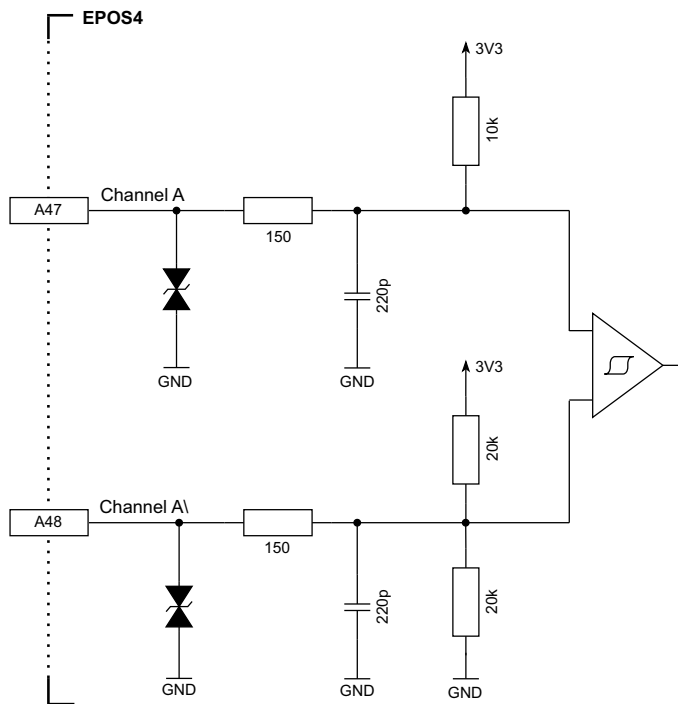 EPOS4
3V3
10k
A47
Channel A
150
220p
GND
GND
3V3
20k
A48
Channel A\
150
220p
20k
GND
GND
GND